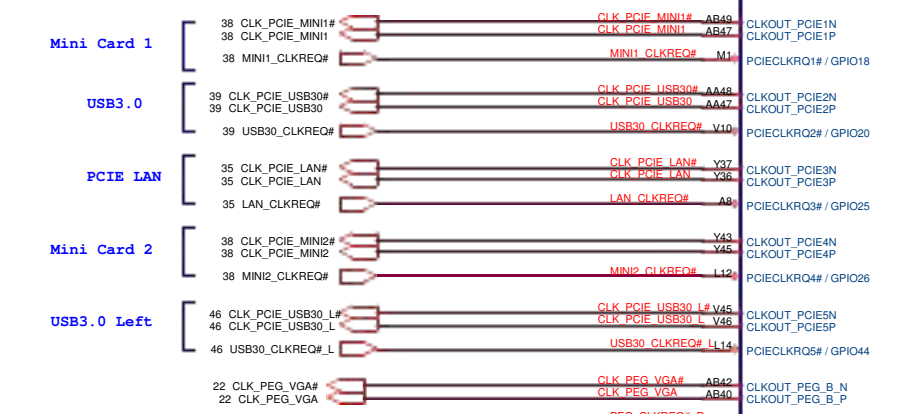 38 CLK_PCIE_MINI1# CLK_PCIE_MINI1# AB49 CLKOUT_PCIE1N
38 CLK_PCIE_MINI1 CLK_PCIE_MINI1 AB47 CLKOUT_PCIE1P
Mini Card 1
38 MINI1_CLKREQ# MINI1_CLKREQ# M1 PCIECLKRQ1# / GPIO18
39 CLK_PCIE_USB30# CLK_PCIE_USB30# AA48 CLKOUT_PCIE2N
USB3.0
39 CLK_PCIE_USB30 CLK_PCIE_USB30 AA47 CLKOUT_PCIE2P
39 USB30_CLKREQ# USB30_CLKREQ# V10 PCIECLKRQ2# / GPIO20
35 CLK_PCIE_LAN# CLK_PCIE_LAN# Y37 CLKOUT_PCIE3N
PCIE LAN
35 CLK_PCIE_LAN CLK_PCIE_LAN Y36 CLKOUT_PCIE3P
35 LAN_CLKREQ# LAN_CLKREQ# A8 PCIECLKRQ3# / GPIO25
38 CLK_PCIE_MINI2# Y43 CLKOUT_PCIE4N
Mini Card 2
38 CLK_PCIE_MINI2 Y45 CLKOUT_PCIE4P
38 MINI2_CLKREQ# MINI2_CLKREQ# L12 PCIECLKRQ4# / GPIO26
46 CLK_PCIE_USB30_L# CLK_PCIE_USB30_L# V45 CLKOUT_PCIE5N
USB3.0 Left
46 CLK_PCIE_USB30_L CLK_PCIE_USB30_L V46 CLKOUT_PCIE5P
46 USB30_CLKREQ#_L USB30_CLKREQ#_L L14 PCIECLKRQ5# / GPIO44
22 CLK_PEG_VGA# CLK_PEG_VGA# AB42 CLKOUT_PEG_B_N
22 CLK_PEG_VGA CLK_PEG_VGA AB40 CLKOUT_PEG_B_P